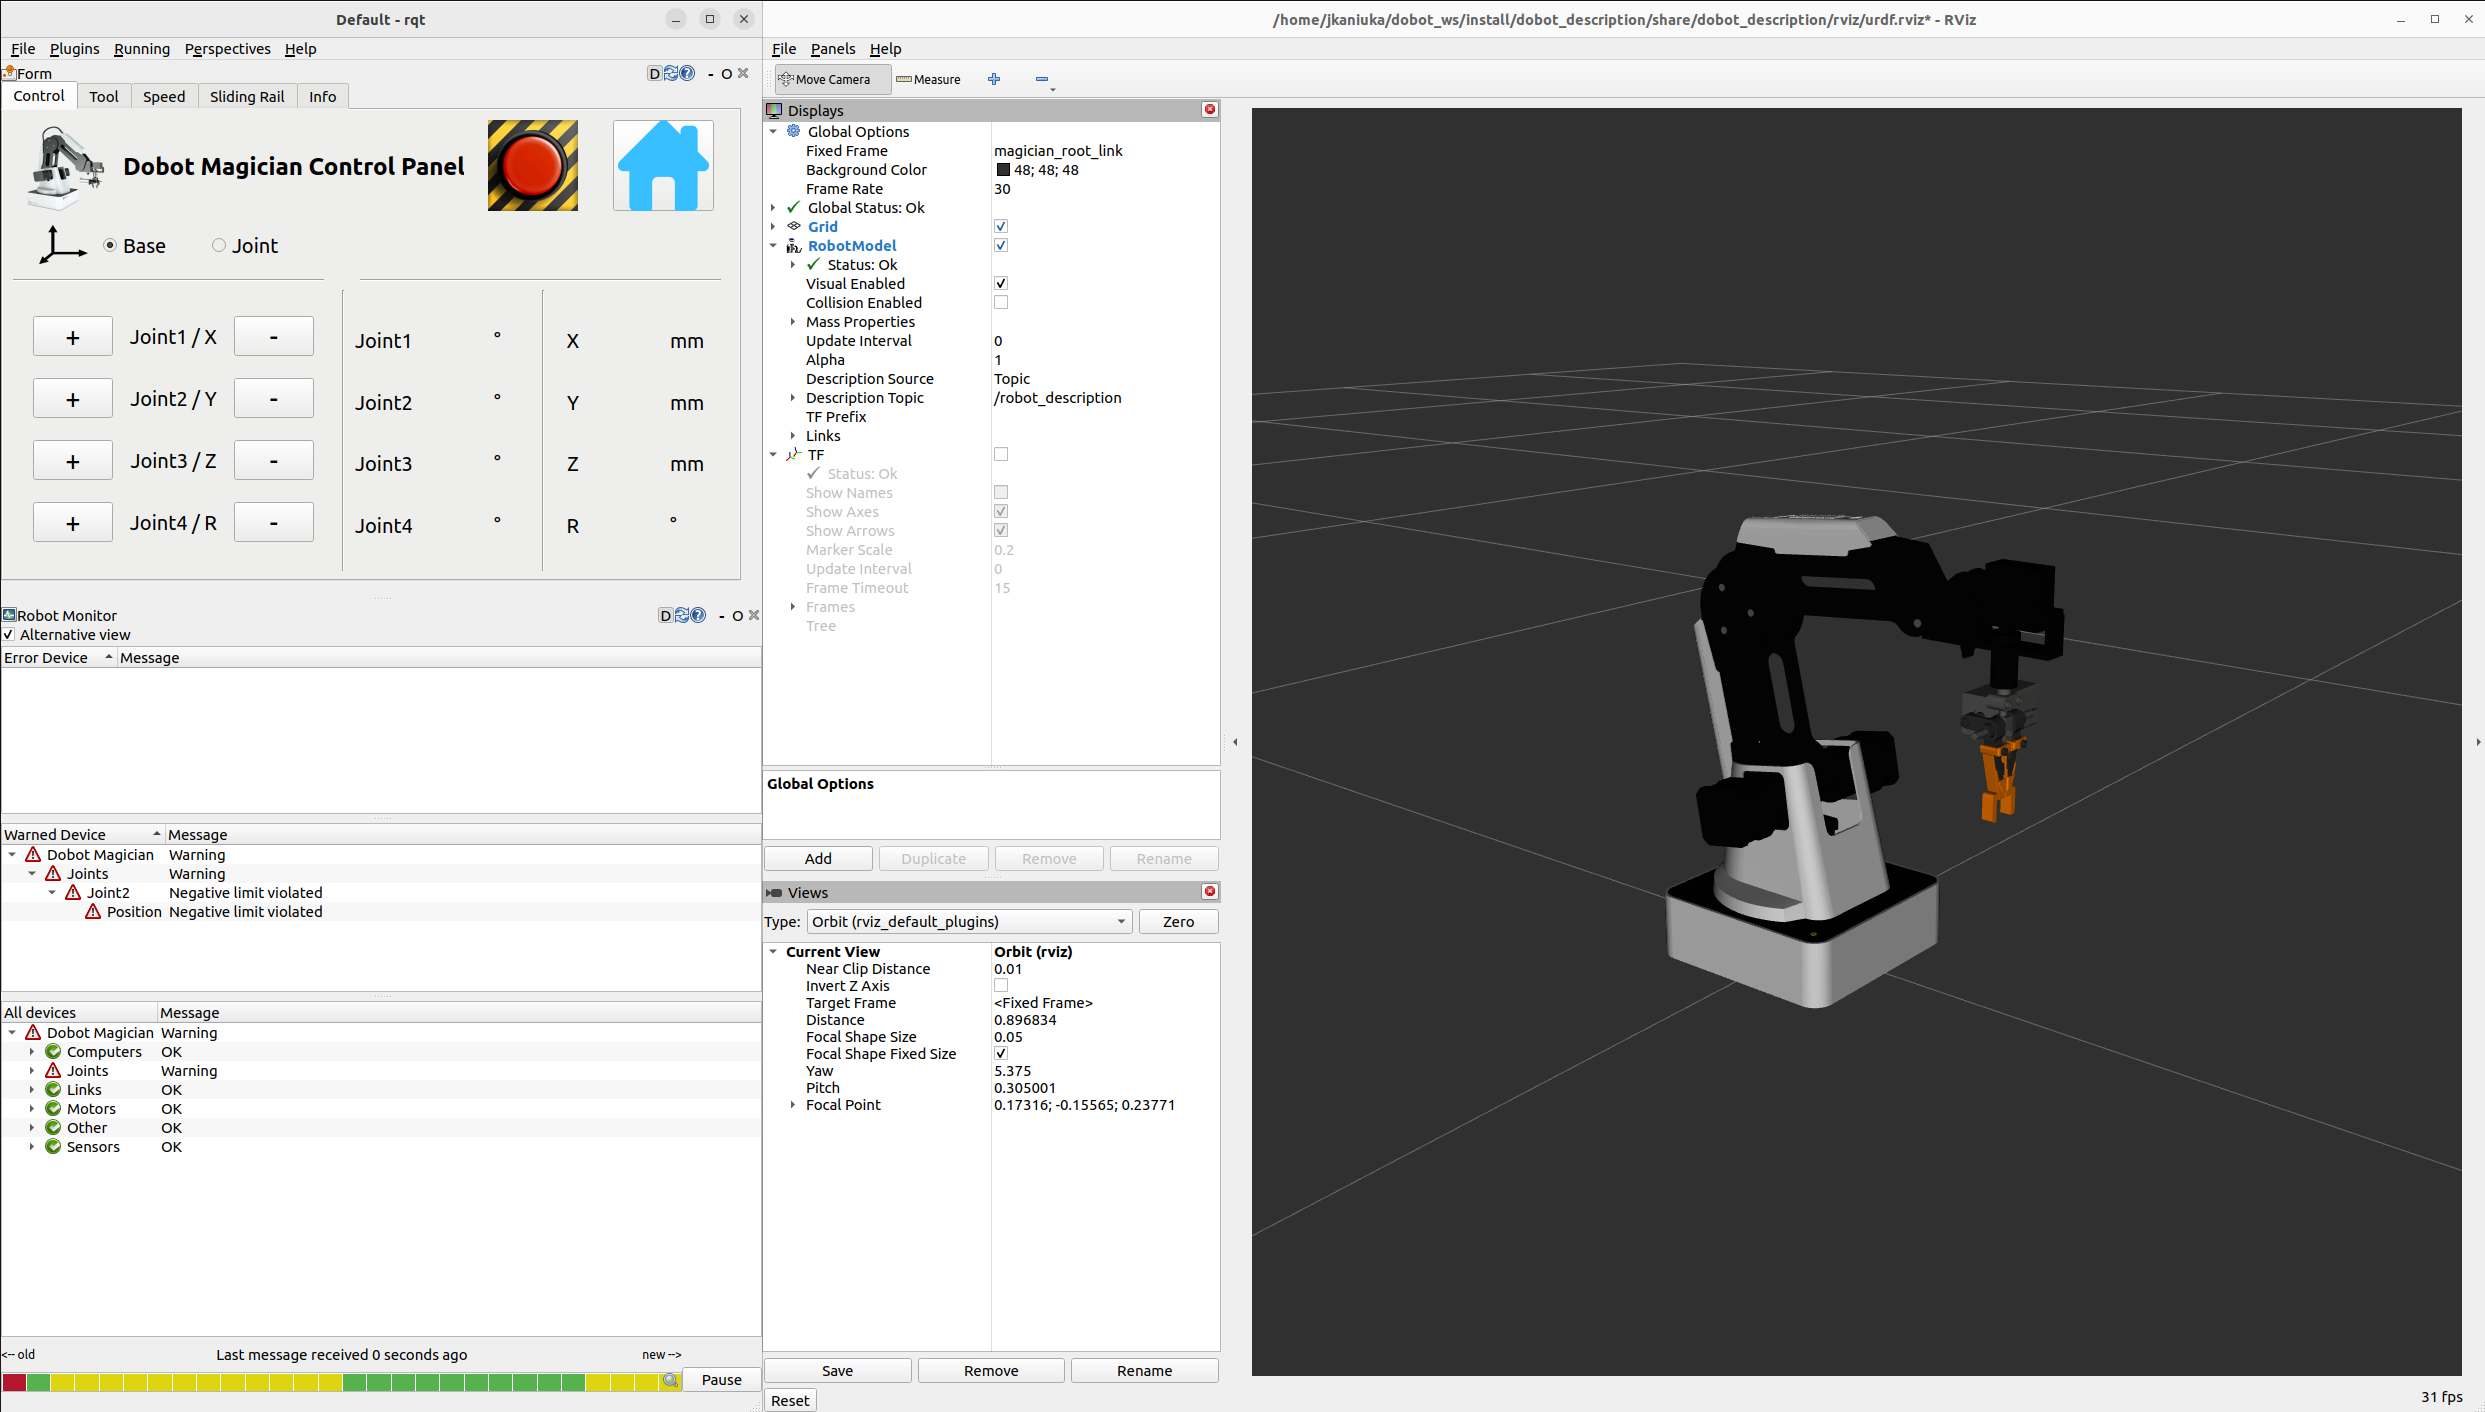 Default - rqt
File Plugins Running Perspectives Help
Form
D - O
Control Tool Speed Sliding Rail Info
Dobot Magician Control Panel
Base Joint
+ Joint1 / X - Joint1 ° X mm
+ Joint2 / Y - Joint2 ° Y mm
+ Joint3 / Z - Joint3 ° Z mm
+ Joint4 / R - Joint4 ° R °
Robot Monitor
D - O
Alternative view
Error Device Message
Warned Device Message
Dobot Magician Warning
Joints Warning
Joint2 Negative limit violated
Position Negative limit violated
All devices Message
Dobot Magician Warning
Computers OK
Joints Warning
Links OK
Motors OK
Other OK
Sensors OK
<-- old Last message received 0 seconds ago new -->
Pause
/home/jkaniuka/dobot_ws/install/dobot_description/share/dobot_description/rviz/urdf.rviz* - RViz
File Panels Help
Move Camera Measure
Displays
Global Options
Fixed Frame magician_root_link
Background Color 48; 48; 48
Frame Rate 30
Global Status: Ok
Grid
RobotModel
Status: Ok
Visual Enabled
Collision Enabled
Mass Properties
Update Interval 0
Alpha 1
Description Source Topic
Description Topic /robot_description
TF Prefix
Links
TF
Status: Ok
Show Names
Show Axes
Show Arrows
Marker Scale 0.2
Update Interval 0
Frame Timeout 15
Frames
Tree
Global Options
Add Duplicate Remove Rename
Views
Type: Orbit (rviz_default_plugins) Zero
Current View Orbit (rviz)
Near Clip Distance 0.01
Invert Z Axis
Target Frame <Fixed Frame>
Distance 0.896834
Focal Shape Size 0.05
Focal Shape Fixed Size
Yaw 5.375
Pitch 0.305001
Focal Point 0.17316; -0.15565; 0.23771
Save Remove Rename
Reset
31 fps